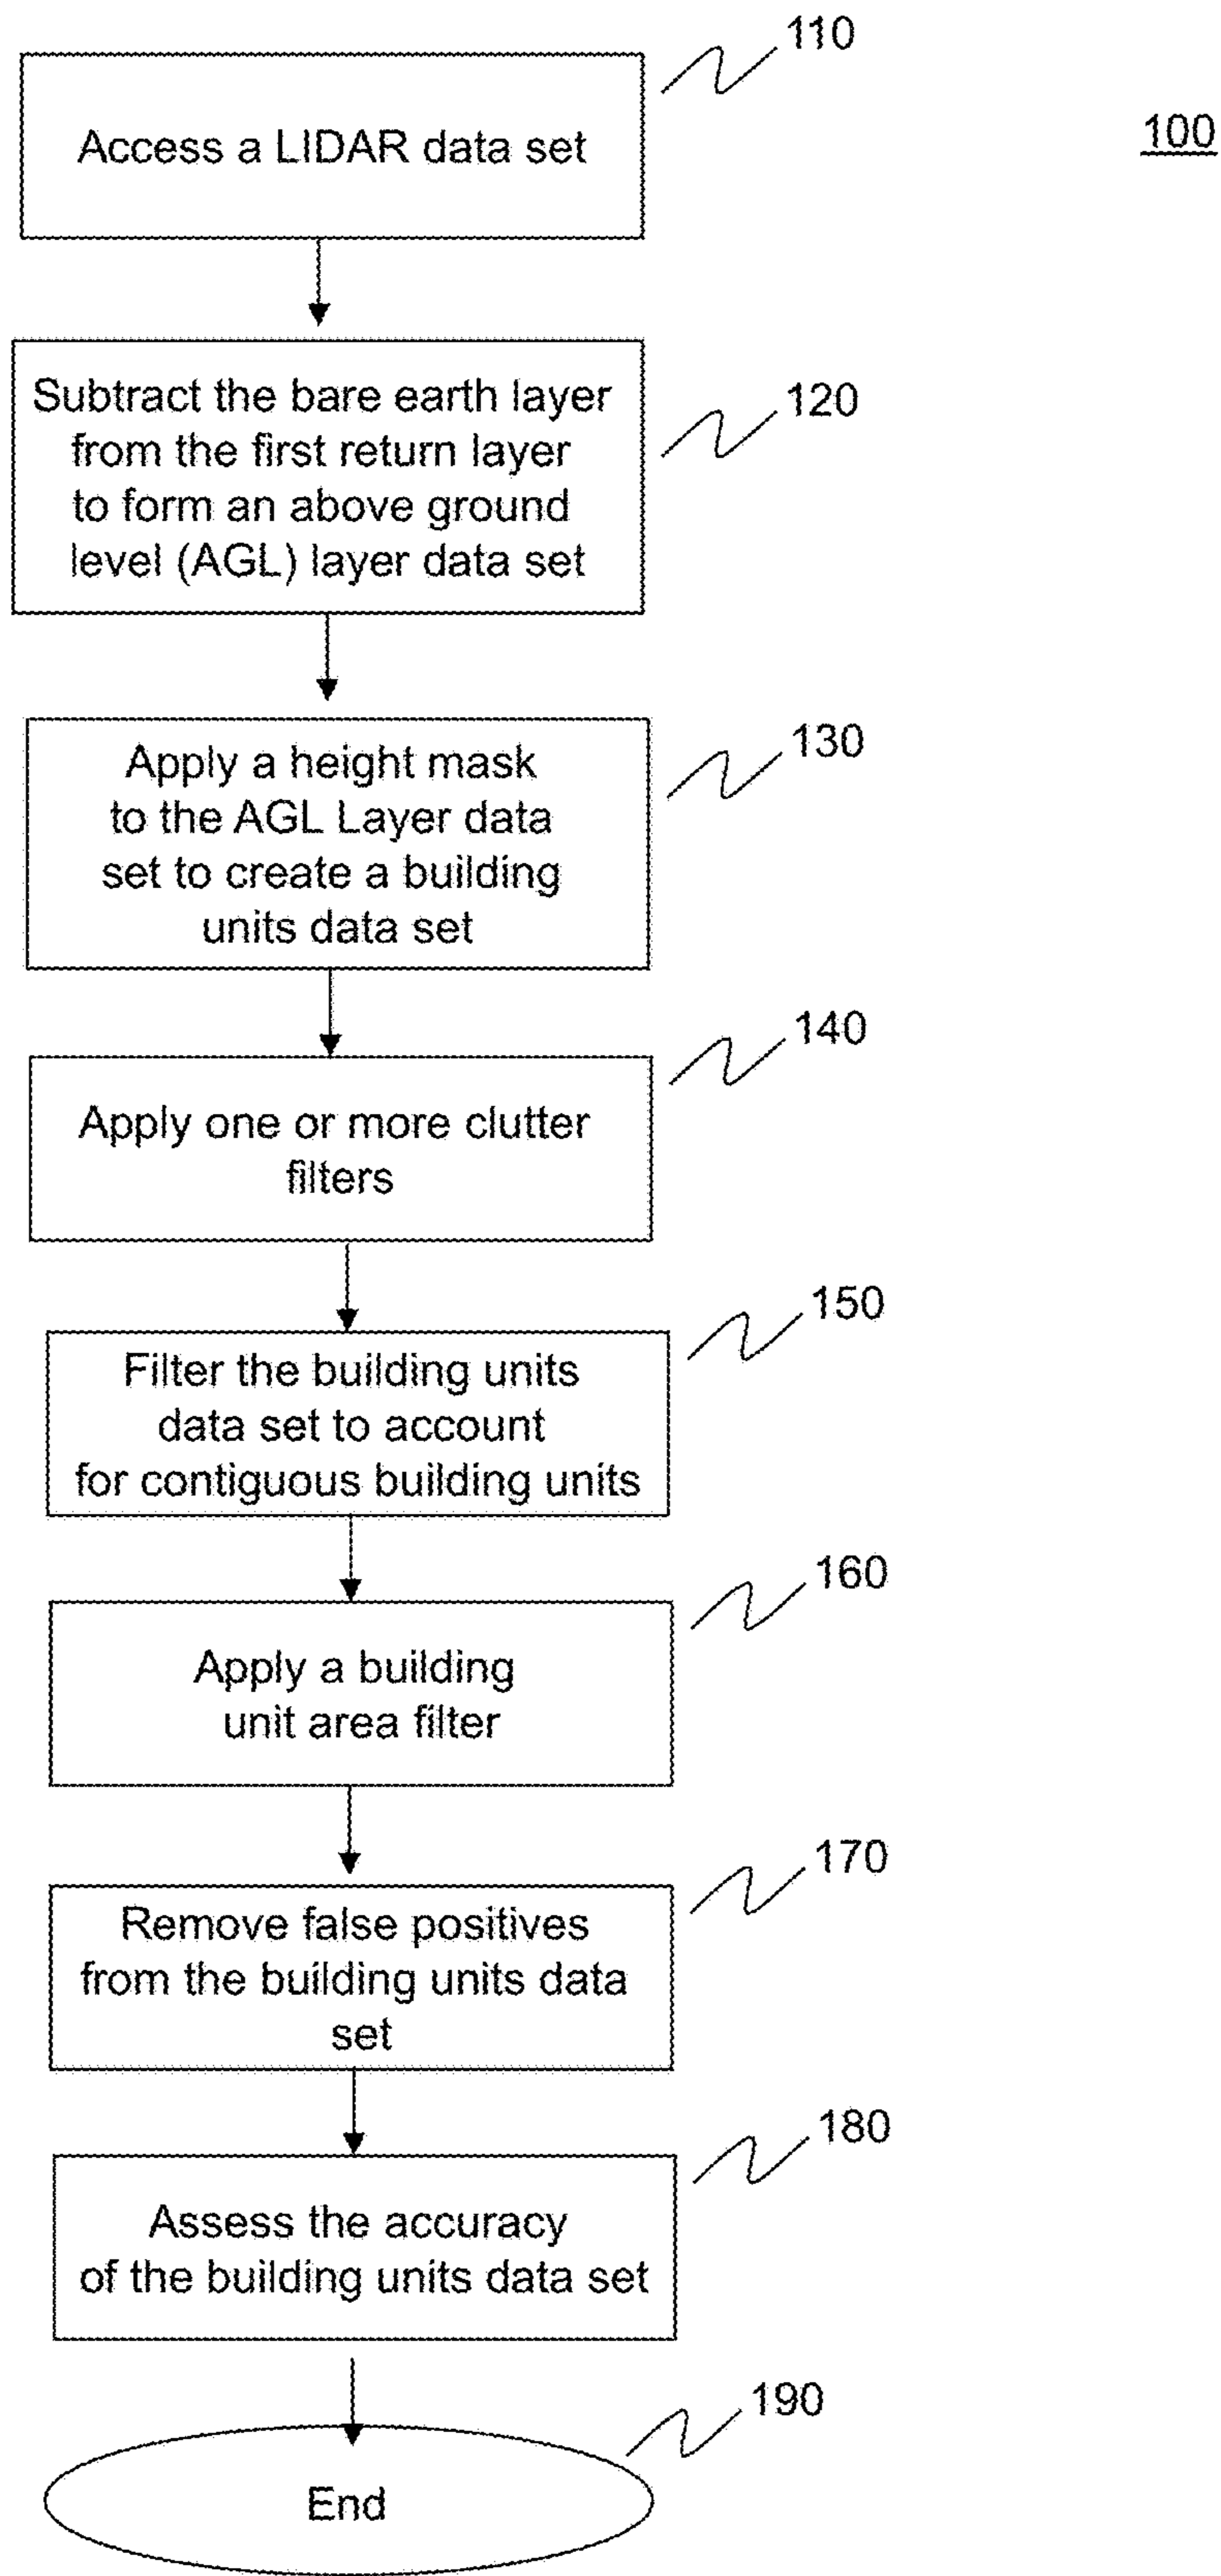 110
100
Access a LIDAR data set
Subtract the bare earth layer
from the first return layer
to form an above ground
level (AGL) layer data set
120
Apply a height mask
to the AGL Layer data
set to create a building
units data set
130
Apply one or more clutter
filters
140
Filter the building units
data set to account
for contiguous building units
150
Apply a building
unit area filter
160
Remove false positives
from the building units data
set
170
Assess the accuracy
of the building units data set
180
End
190